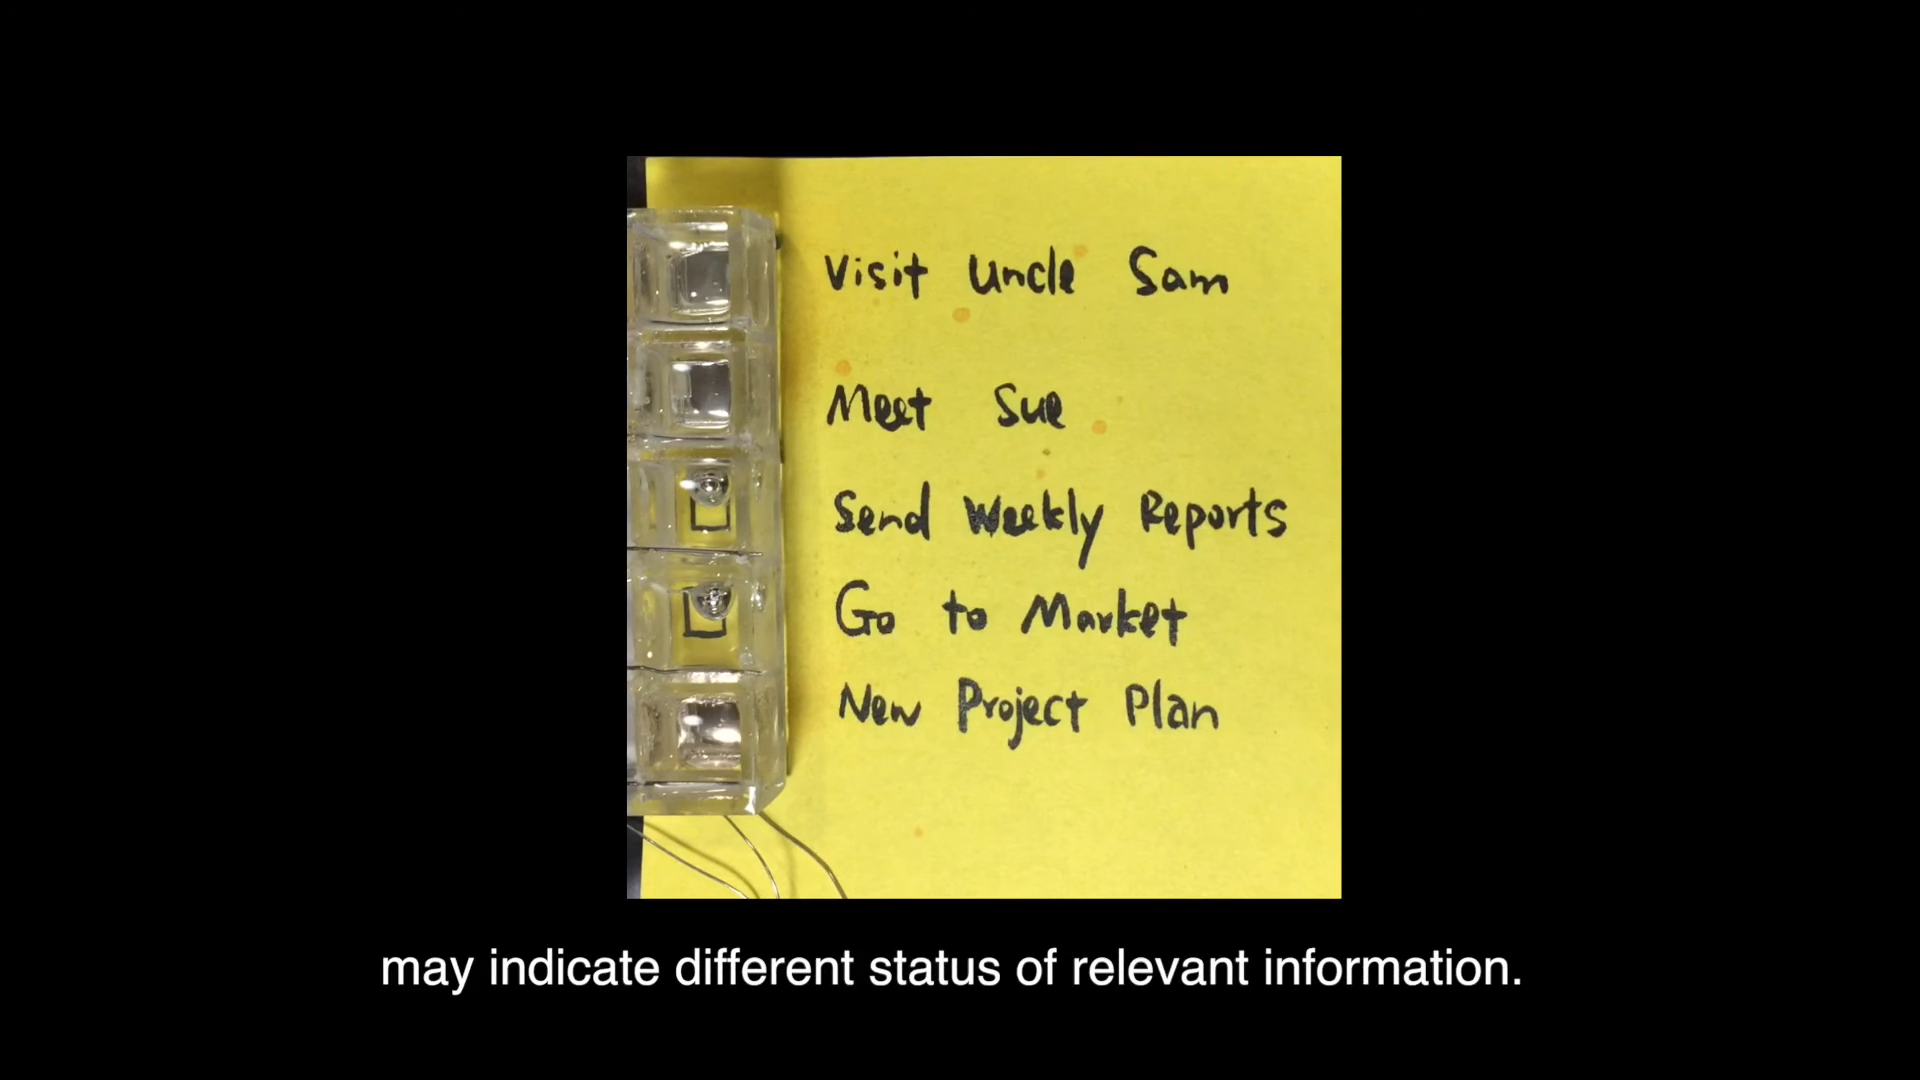 Visit Uncle Sam
Meet Sue
Send Weekly Reports
Go to Market
New Project Plan
may indicate different status of relevant information.